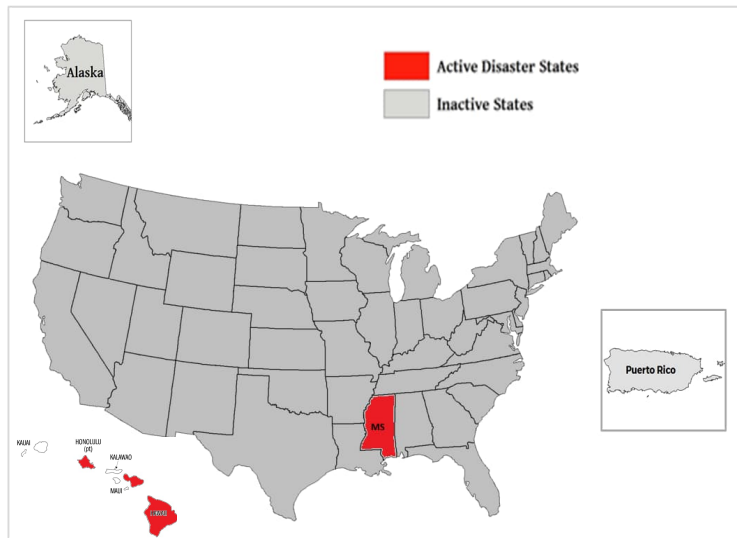 Alaska
Active Disaster States
Inactive States
Puerto Rico
MS
KAUAI
HONOLULU
(pt)
KALAWAO
MAUI